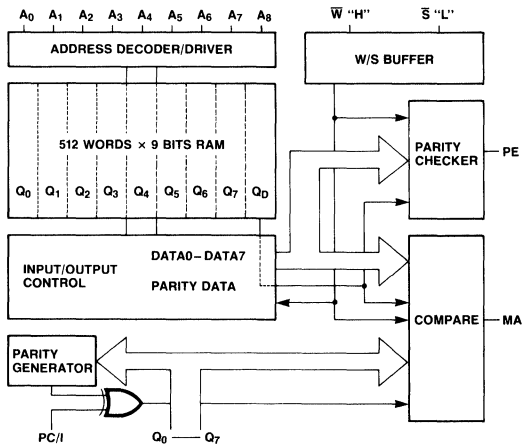 A0 A1 A2 A3 A4 A5 A6 A7 A8
W̅ “H” S̅ “L”
ADDRESS DECODER/DRIVER
W/S BUFFER
512 WORDS × 9 BITS RAM
PARITY
CHECKER
PE
Q0 Q1 Q2 Q3 Q4 Q5 Q6 Q7 QD
DATA0–DATA7
INPUT/OUTPUT
CONTROL
PARITY DATA
COMPARE
MA
PARITY
GENERATOR
PC/I
Q0 Q7